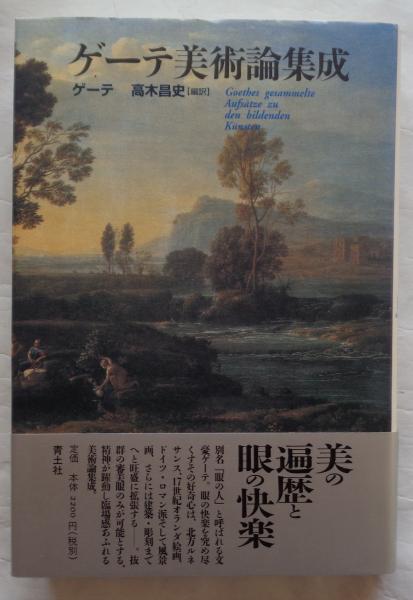 ゲーテ美術論集成
ゲーテ 高木昌史[編訳]
Goethes gesammelte
Aufsätze zu
den bildenden
Künsten
美の
遍歴と
眼の快楽
別名「眼の人」と呼ばれる文
豪ゲーテ。眼の快楽を究め尽
くすその好奇心は、北方ルネ
サンス、17世紀オランダ絵画、
ドイツ・ロマン派そして風景
画、さらには建築・彫刻まで
へと旺盛に拡張する――。抜
群の審美眼のみが可能とする、
精神が躍動し臨場感あふれる
美術論集成。
定価 本体3200円(税別)
青土社